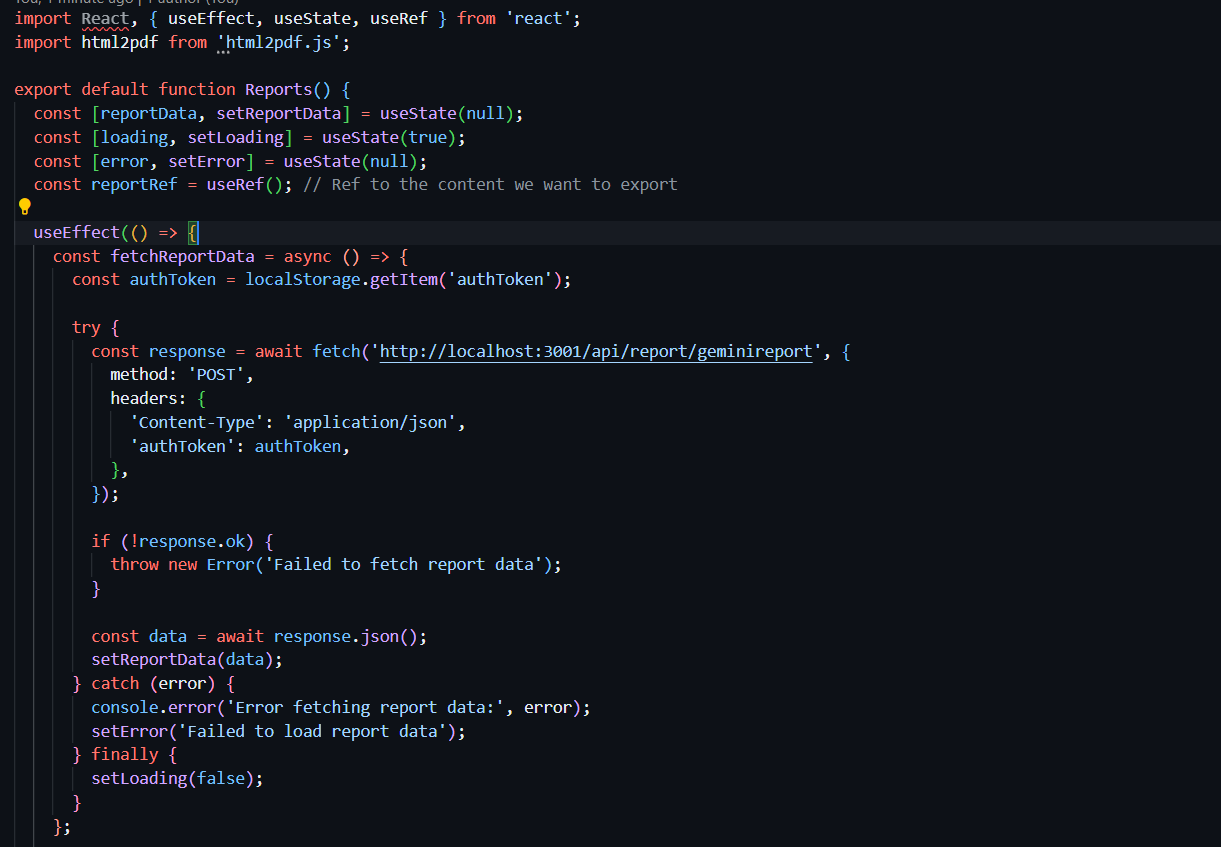 You, 1 minute ago | 1 author (You)
import React, { useEffect, useState, useRef } from 'react';
import html2pdf from 'html2pdf.js';
export default function Reports() {
const [reportData, setReportData] = useState(null);
const [loading, setLoading] = useState(true);
const [error, setError] = useState(null);
const reportRef = useRef(); // Ref to the content we want to export
useEffect(() => {
const fetchReportData = async () => {
const authToken = localStorage.getItem('authToken');
try {
const response = await fetch('http://localhost:3001/api/report/geminireport', {
method: 'POST',
headers: {
'Content-Type': 'application/json',
'authToken': authToken,
},
});
if (!response.ok) {
throw new Error('Failed to fetch report data');
}
const data = await response.json();
setReportData(data);
} catch (error) {
console.error('Error fetching report data:', error);
setError('Failed to load report data');
} finally {
setLoading(false);
}
};